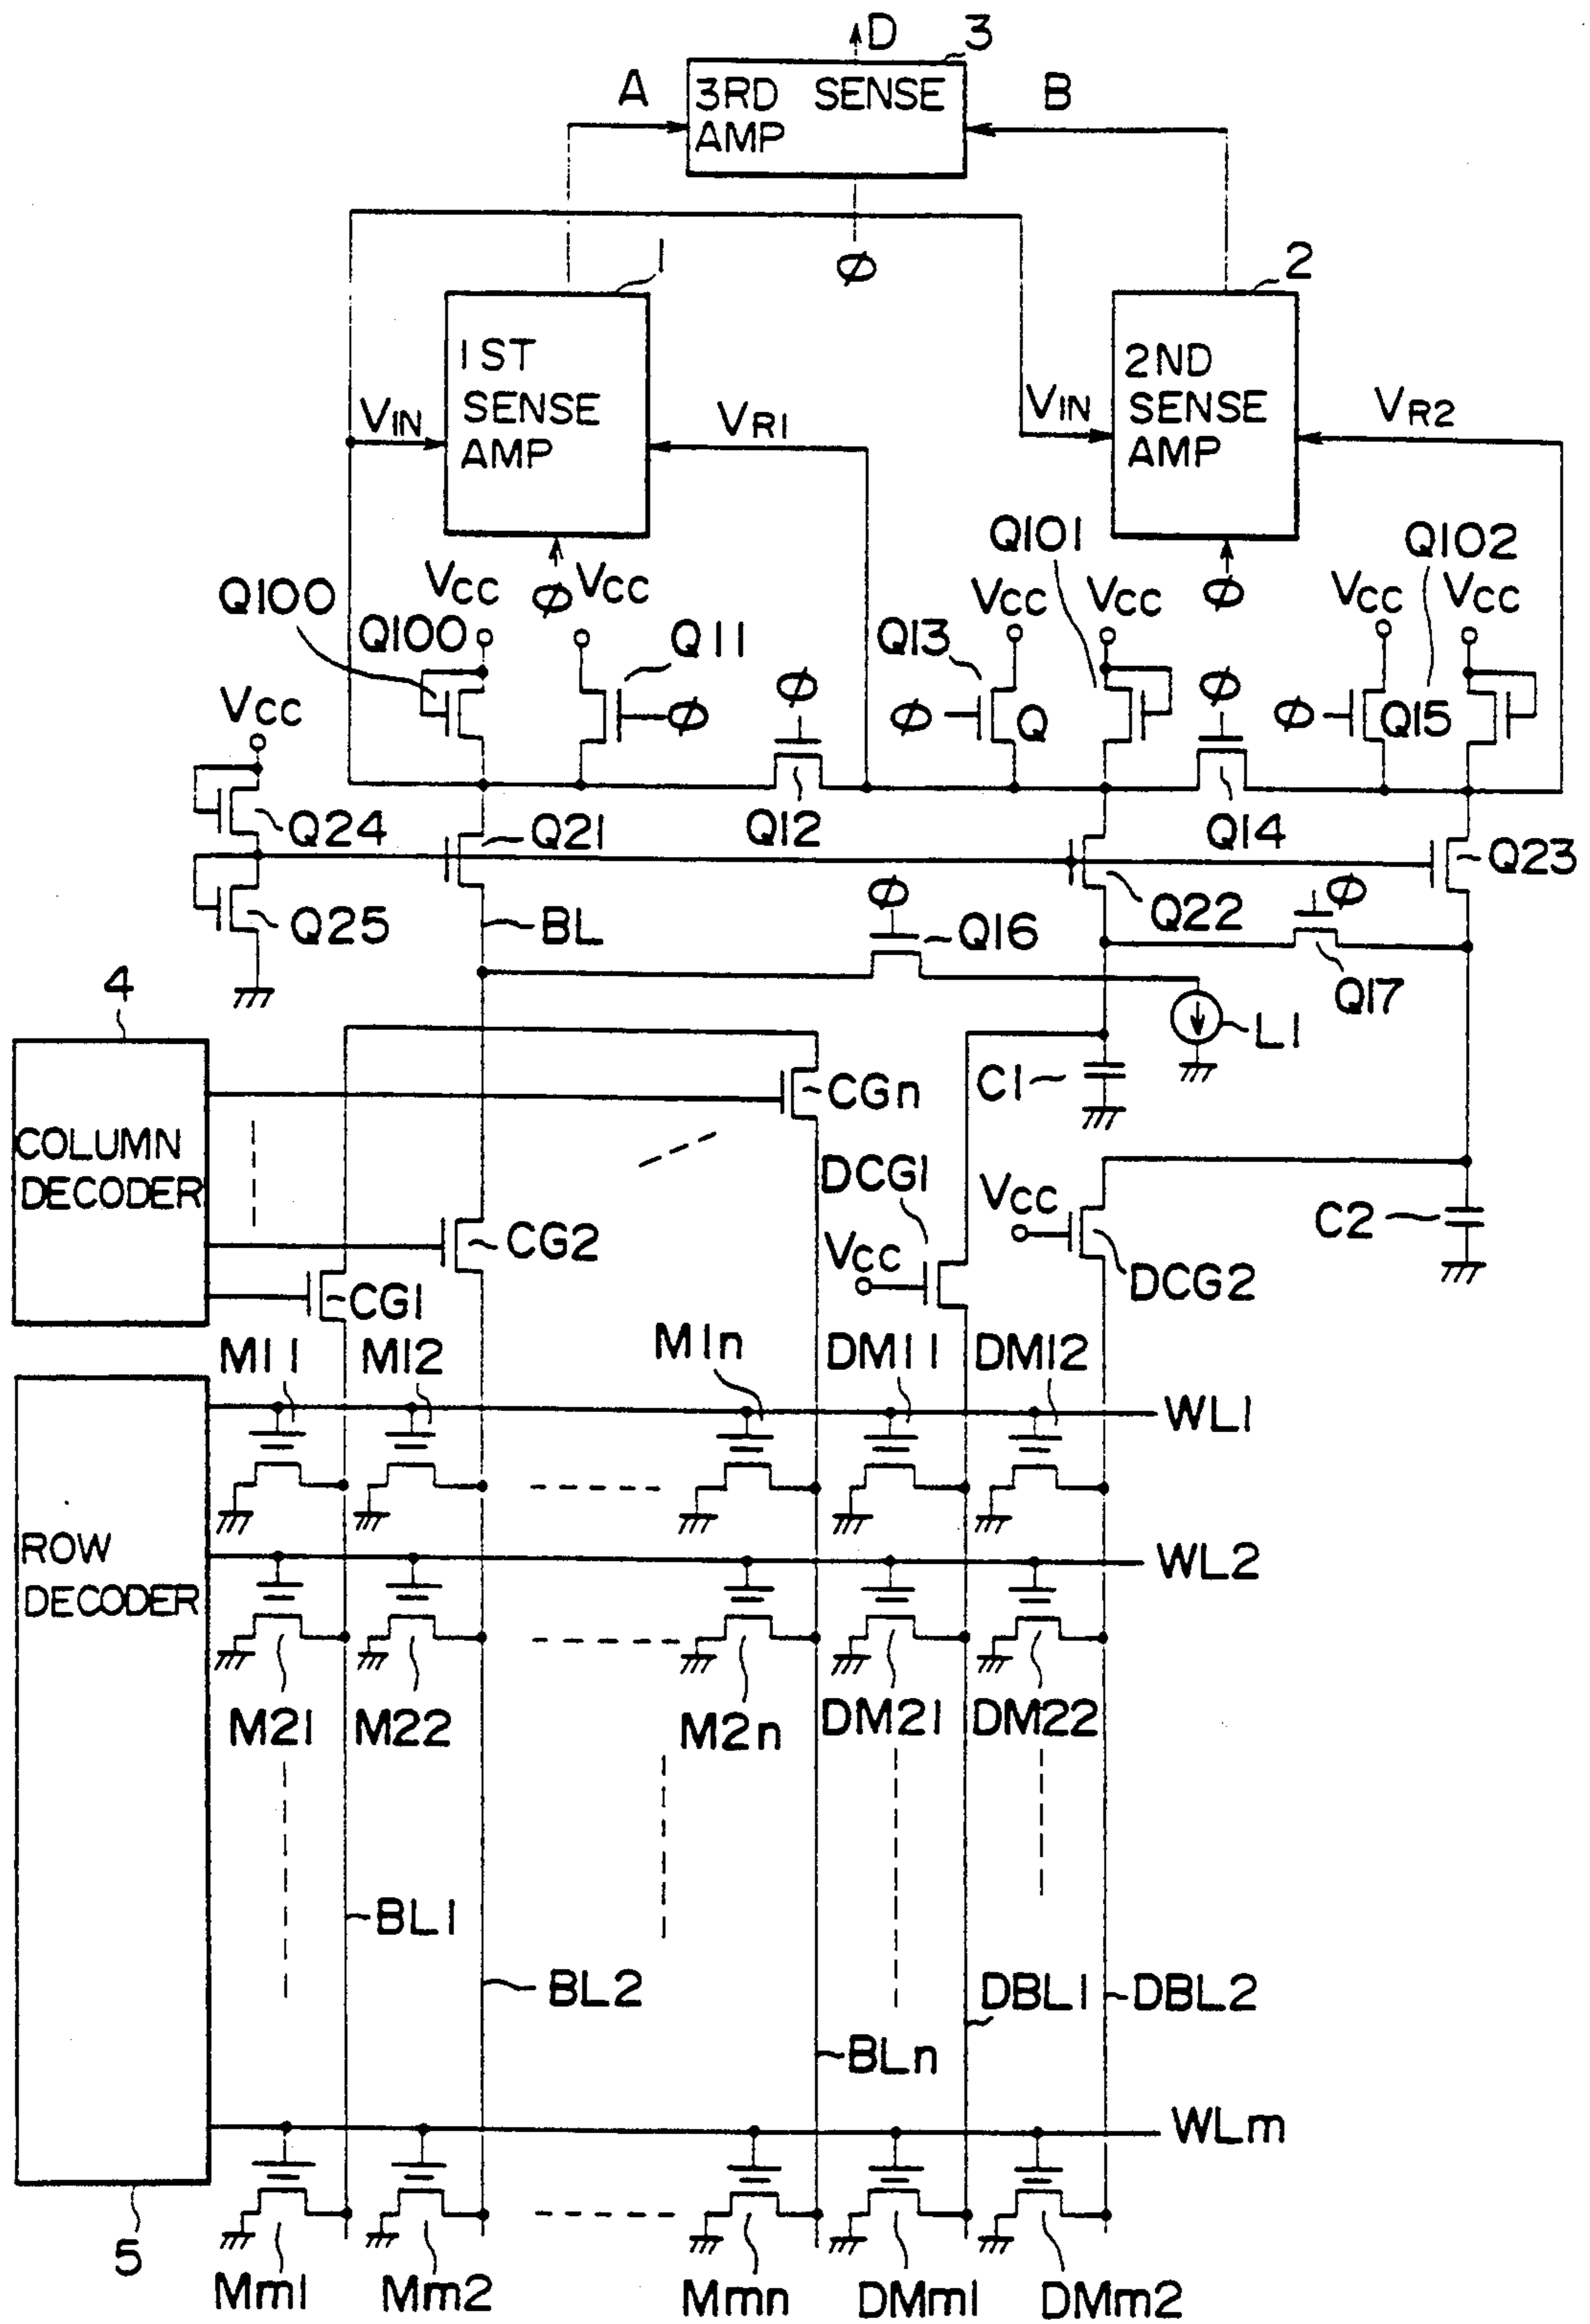 D 3
A 3RD SENSE B
AMP
Φ
1
2
1ST
SENSE
AMP
2ND
SENSE
AMP
VIN
VR1
VIN
VR2
Q101
Q102
Q100
VCC
Φ
VCC
VCC
VCC
Φ
VCC
VCC
Q100
Q11
Q13
Φ
Φ
VCC
Φ
Φ
Q
Φ
Q15
Q24
Q21
Q12
Q14
Q23
Q25
BL
Φ
Q16
Q22
Φ
Q17
4
L1
C1
CGn
COLUMN
DECODER
DCG1
VCC
C2
CG2
VCC
DCG2
CG1
M11
M12
M1n
DM11
DM12
WL1
ROW
DECODER
WL2
M21
M22
M2n
DM21
DM22
BL1
BL2
DBL1
DBL2
BLn
WLm
5
Mm1
Mm2
Mmn
DMm1
DMm2